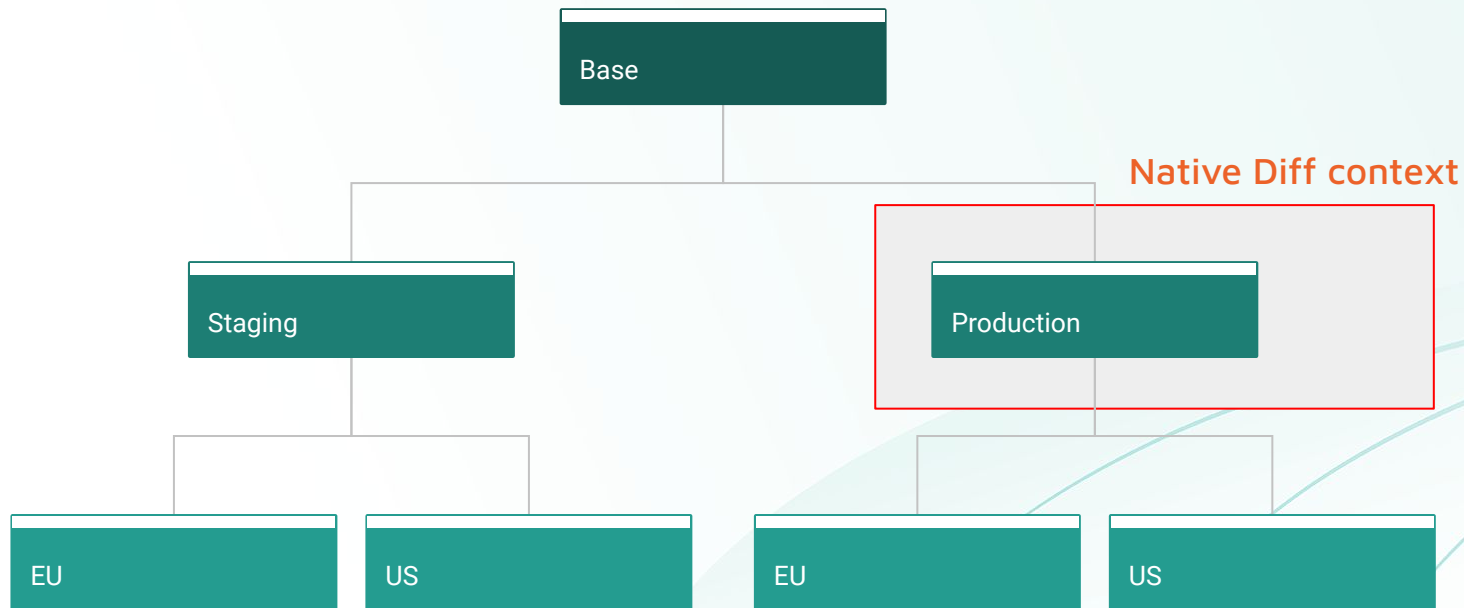 Base
Native Diff context
Staging
Production
EU
US
EU
US